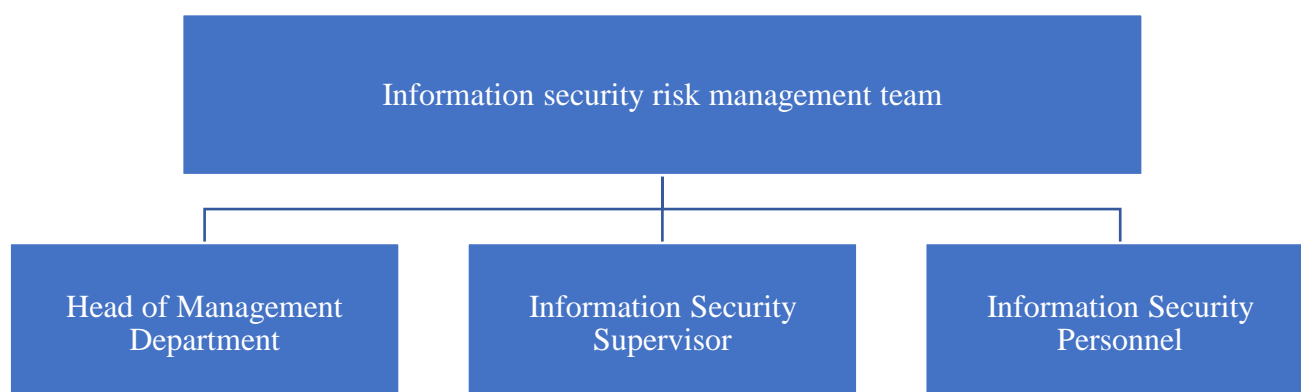 Information security risk management team
Head of Management
Department
Information Security
Supervisor
Information Security
Personnel